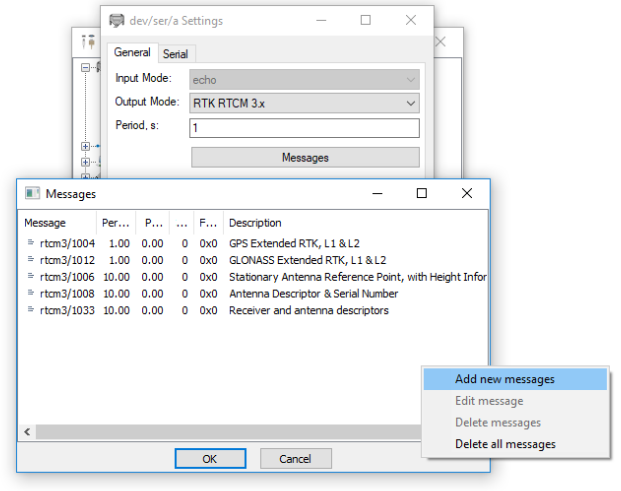 dev/ser/a Settings
General Serial
Input Mode: echo
Output Mode: RTK RTCM 3.x
Period, s: 1
Messages
Messages
Message Per... P... ... F... Description
rtcm3/1004 1.00 0.00 0 0x0 GPS Extended RTK, L1 & L2
rtcm3/1012 1.00 0.00 0 0x0 GLONASS Extended RTK, L1 & L2
rtcm3/1006 10.00 0.00 0 0x0 Stationary Antenna Reference Point, with Height Infor
rtcm3/1008 10.00 0.00 0 0x0 Antenna Descriptor & Serial Number
rtcm3/1033 10.00 0.00 0 0x0 Receiver and antenna descriptors
Add new messages
Edit message
Delete messages
Delete all messages
OK Cancel